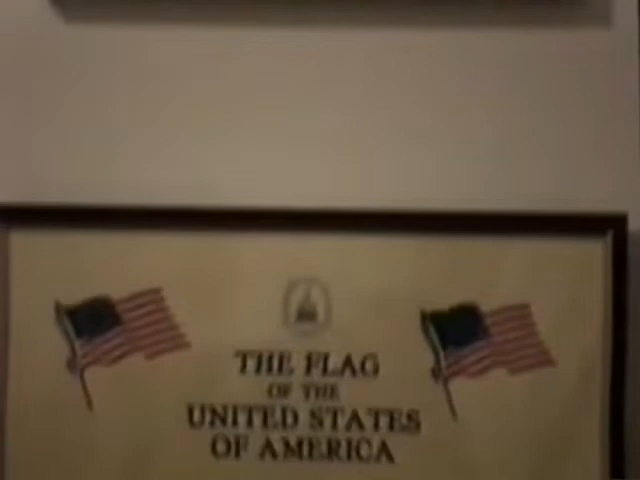 THE FLAG
OF THE
UNITED STATES
OF AMERICA